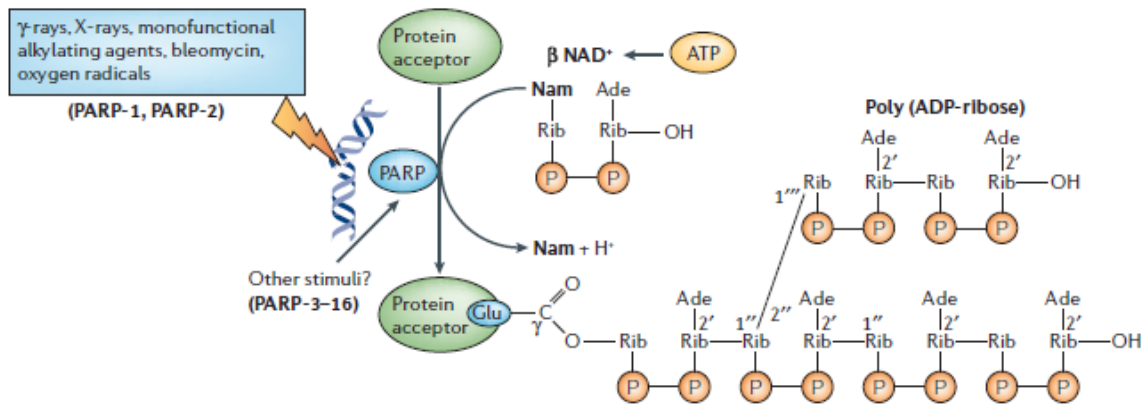 γ-rays, X-rays, monofunctional
alkylating agents, bleomycin,
oxygen radicals
(PARP-1, PARP-2)
Protein
acceptor
β NAD⁺
ATP
Nam Ade
Rib Rib OH
P P
PARP
Nam + H⁺
Other stimuli?
(PARP-3–16)
Poly (ADP-ribose)
Ade Ade
2′ 2′
1‴ Rib Rib Rib Rib OH
P P P P
Protein
acceptor
Glu C O
γ
O
Ade Ade Ade Ade
2′ 1″ 2″ 2′ 1″ 2′ 2′
Rib Rib Rib Rib Rib Rib Rib Rib OH
P P P P P P P P